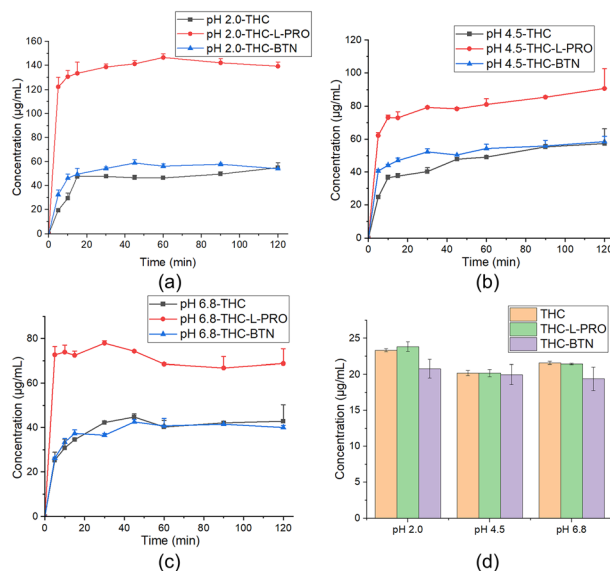 (a)
pH 2.0-THC
pH 2.0-THC-L-PRO
pH 2.0-THC-BTN
Concentration (μg/mL)
160
140
120
100
80
60
40
20
0
0 20 40 60 80 100 120
Time (min)
(b)
pH 4.5-THC
pH 4.5-THC-L-PRO
pH 4.5-THC-BTN
Concentration (μg/mL)
120
100
80
60
40
20
0
0 20 40 60 80 100 120
Time (min)
(c)
pH 6.8-THC
pH 6.8-THC-L-PRO
pH 6.8-THC-BTN
Concentration (μg/mL)
80
60
40
20
0
0 20 40 60 80 100 120
Time (min)
(d)
THC
THC-L-PRO
THC-BTN
Concentration (μg/mL)
25
20
15
10
5
0
pH 2.0 pH 4.5 pH 6.8